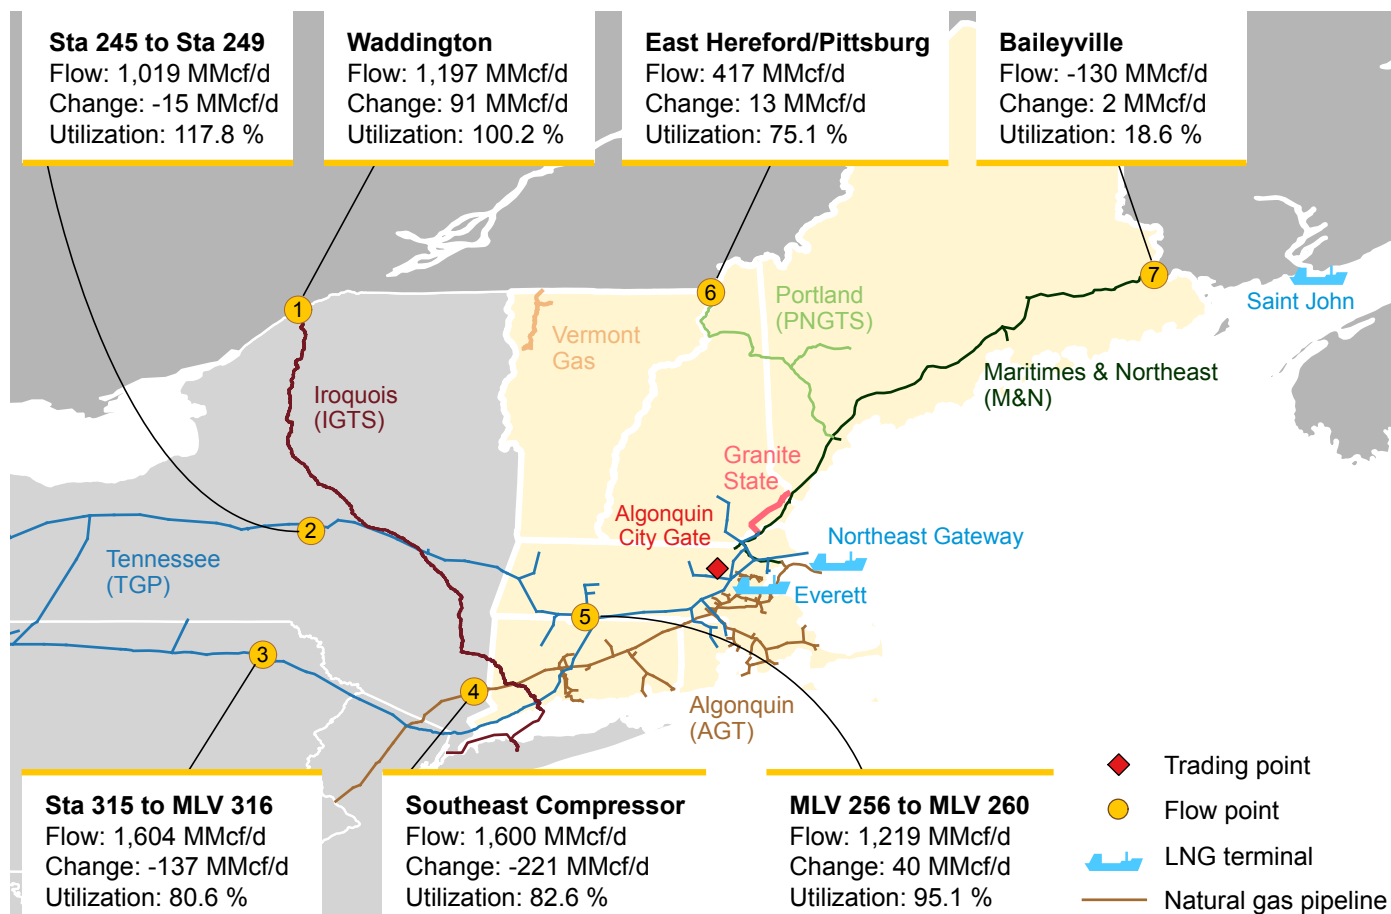 Sta 245 to Sta 249
Flow: 1,019 MMcf/d
Change: -15 MMcf/d
Utilization: 117.8 %
Waddington
Flow: 1,197 MMcf/d
Change: 91 MMcf/d
Utilization: 100.2 %
East Hereford/Pittsburg
Flow: 417 MMcf/d
Change: 13 MMcf/d
Utilization: 75.1 %
Baileyville
Flow: -130 MMcf/d
Change: 2 MMcf/d
Utilization: 18.6 %
7
6
1
Portland
(PNGTS)
Saint John
Vermont
Gas
Maritimes & Northeast
(M&N)
Iroquois
(IGTS)
Granite
State
Algonquin
City Gate
2
Northeast Gateway
Tennessee
(TGP)
Everett
5
3
4
Algonquin
(AGT)
Sta 315 to MLV 316
Flow: 1,604 MMcf/d
Change: -137 MMcf/d
Utilization: 80.6 %
Southeast Compressor
Flow: 1,600 MMcf/d
Change: -221 MMcf/d
Utilization: 82.6 %
MLV 256 to MLV 260
Flow: 1,219 MMcf/d
Change: 40 MMcf/d
Utilization: 95.1 %
Trading point
Flow point
LNG terminal
Natural gas pipeline